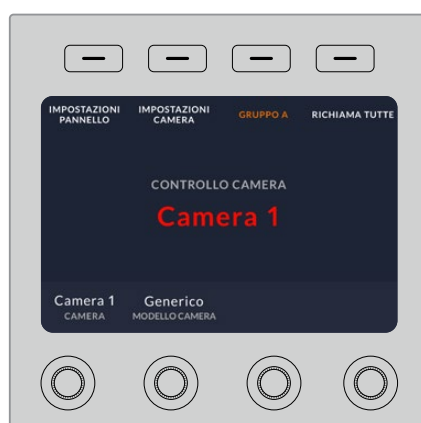 IMPOSTAZIONI PANNELLO
IMPOSTAZIONI CAMERA
GRUPPO A
RICHIAMA TUTTE
CONTROLLO CAMERA
Camera 1
Camera 1
CAMERA
Generico
MODELLO CAMERA